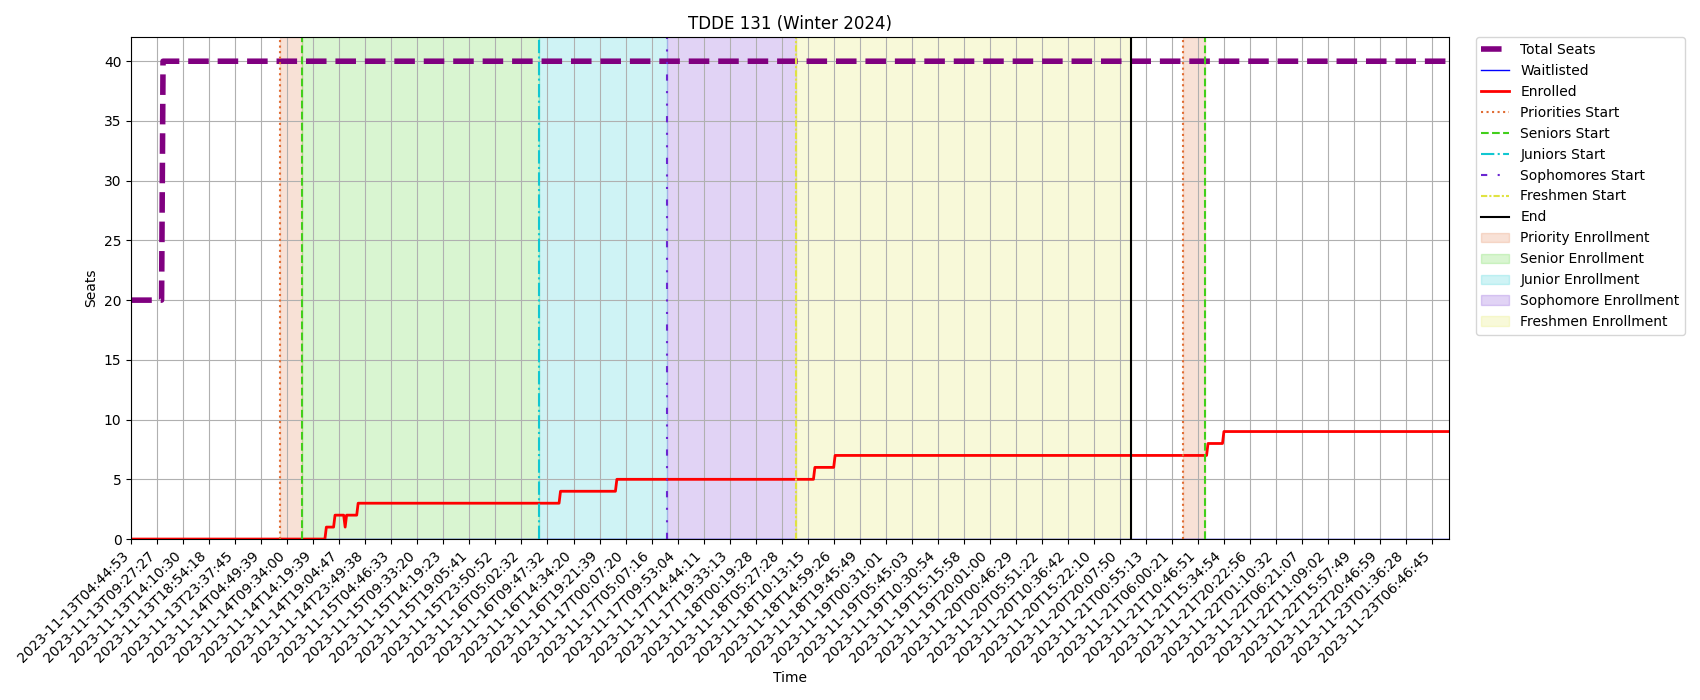 TDDE 131 (Winter 2024)
Seats
40
35
30
25
20
15
10
5
0
2023-11-13T04:44:53
2023-11-13T09:27:27
2023-11-13T14:10:30
2023-11-13T18:54:18
2023-11-13T23:37:45
2023-11-14T04:49:39
2023-11-14T09:34:00
2023-11-14T14:19:39
2023-11-14T19:04:47
2023-11-14T23:49:38
2023-11-15T04:46:33
2023-11-15T09:33:20
2023-11-15T14:19:23
2023-11-15T19:05:41
2023-11-15T23:50:52
2023-11-16T05:02:32
2023-11-16T09:47:32
2023-11-16T14:34:20
2023-11-16T19:21:39
2023-11-17T00:07:20
2023-11-17T05:07:16
2023-11-17T09:53:04
2023-11-17T14:44:11
2023-11-17T19:33:13
2023-11-18T00:19:28
2023-11-18T05:27:28
2023-11-18T10:13:15
2023-11-18T14:59:26
2023-11-18T19:45:49
2023-11-19T00:31:01
2023-11-19T05:45:03
2023-11-19T10:30:54
2023-11-19T15:15:58
2023-11-19T20:01:00
2023-11-20T00:46:29
2023-11-20T05:51:22
2023-11-20T10:36:42
2023-11-20T15:22:10
2023-11-20T20:07:50
2023-11-21T00:55:13
2023-11-21T06:00:21
2023-11-21T10:46:51
2023-11-21T15:34:54
2023-11-21T20:22:56
2023-11-22T01:10:32
2023-11-22T06:21:07
2023-11-22T11:09:02
2023-11-22T15:57:49
2023-11-22T20:46:59
2023-11-23T01:36:28
2023-11-23T06:46:45
Time
Total Seats
Waitlisted
Enrolled
Priorities Start
Seniors Start
Juniors Start
Sophomores Start
Freshmen Start
End
Priority Enrollment
Senior Enrollment
Junior Enrollment
Sophomore Enrollment
Freshmen Enrollment